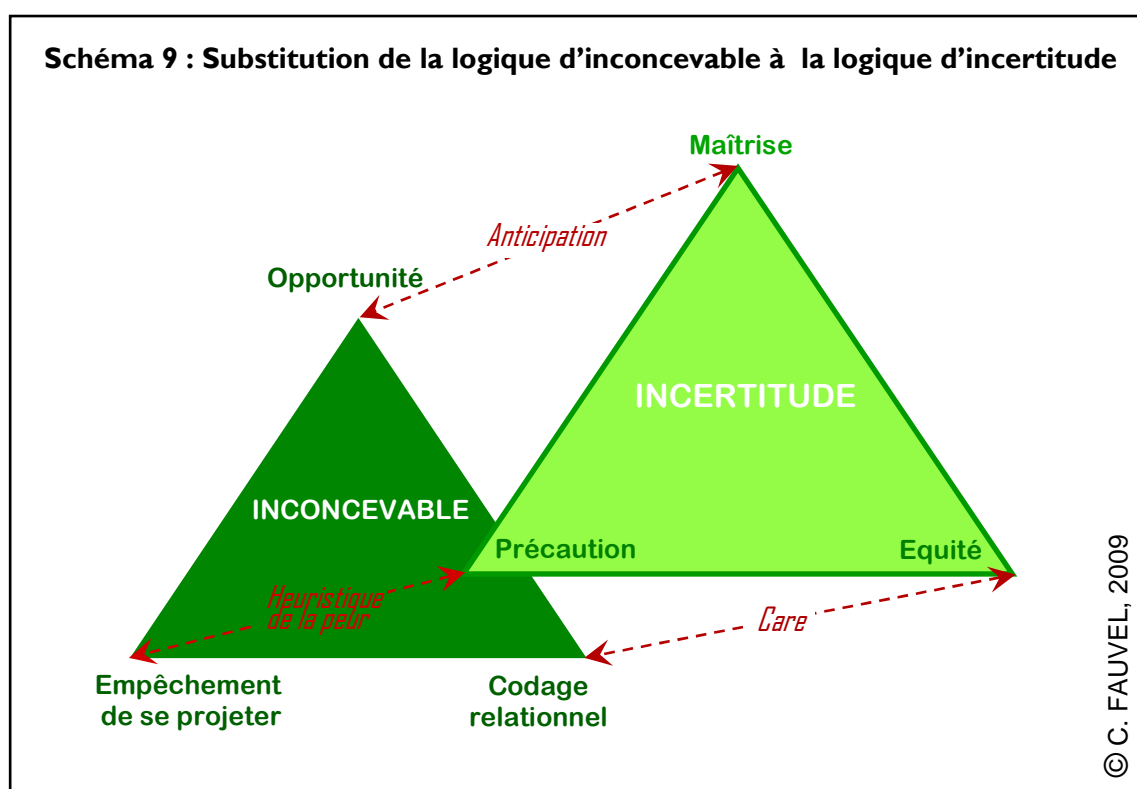 Schéma 9 : Substitution de la logique d’inconcevable à la logique d’incertitude
Maîtrise
Anticipation
Opportunité
INCERTITUDE
INCONCEVABLE
Précaution
Equité
Heuristique
de la peur
Care
Empêchement
de se projeter
Codage
relationnel
© C. FAUVEL, 2009